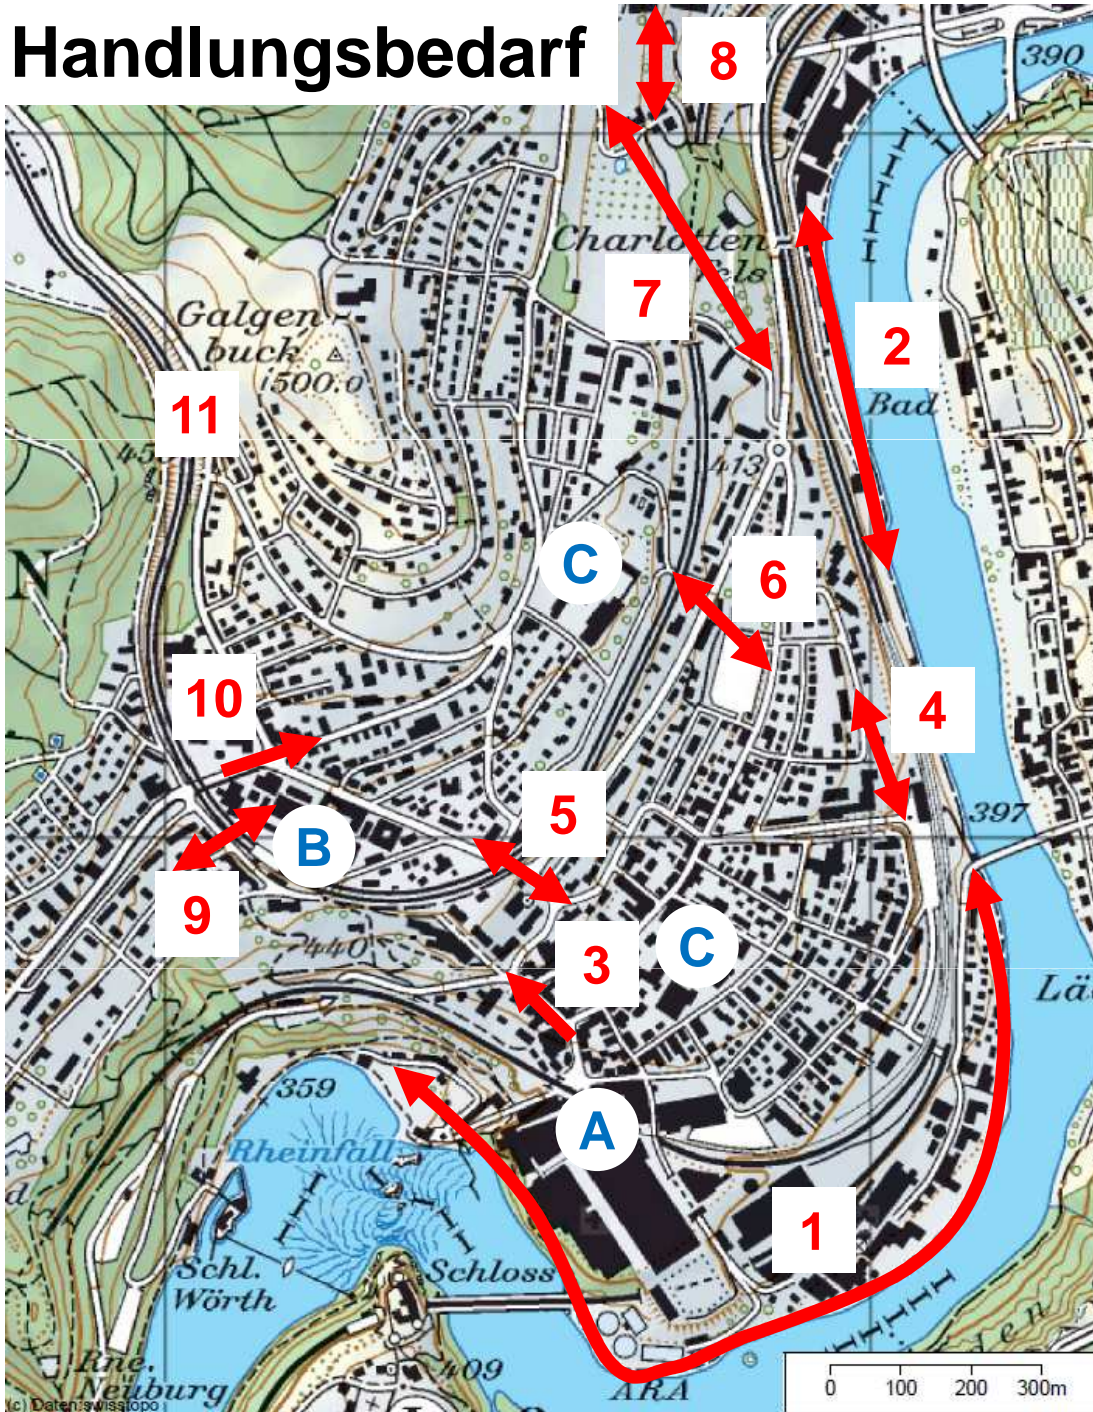 Handlungsbedarf
8
390
Charlotten-
fels
7
Galgen-
buck
500.0
2
Bad
11
413
N
C
6
10
4
5
397
B
9
C
3
440
359
A
Rheinfall
1
Schl.
Wörth
Schloss
Rne.
Neuburg
409
ARA
0 100 200 300m
(c) Daten:swisstopo